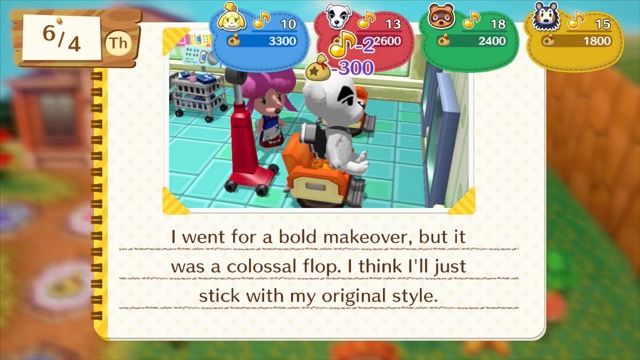 6/4
Th
10
3300
13
2600
18
2400
15
1800
-2
-300
I went for a bold makeover, but it
was a colossal flop. I think I'll just
stick with my original style.